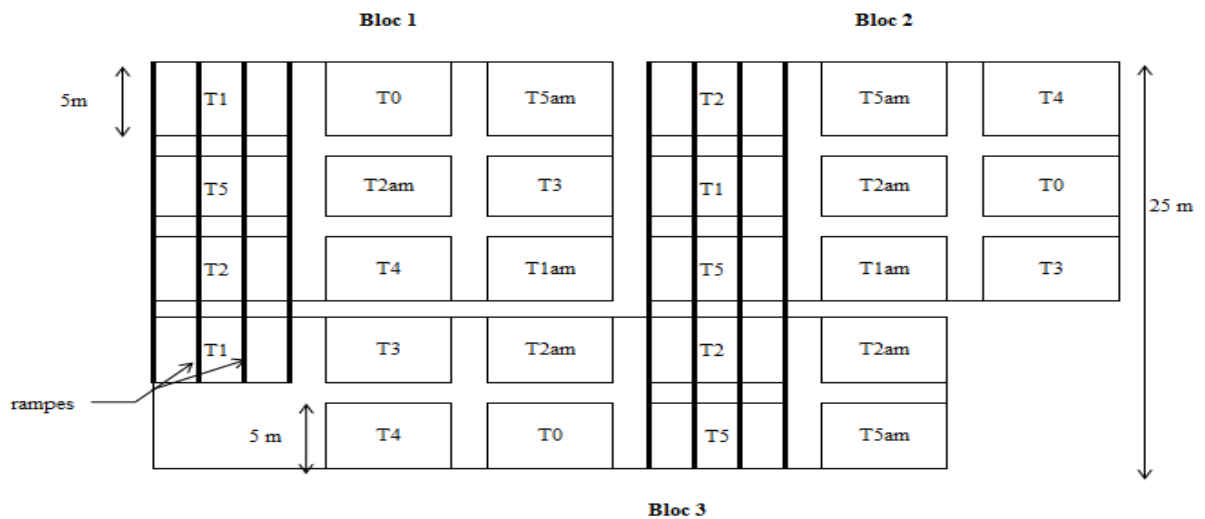 Bloc 1 Bloc 2
5m T1 T0 T5am T2 T5am T4
T5 T2am T3 T1 T2am T0
25 m
T2 T4 T1am T5 T1am T3
T1 T3 T2am T2 T2am
rampes
5 m T4 T0 T5 T5am
Bloc 3